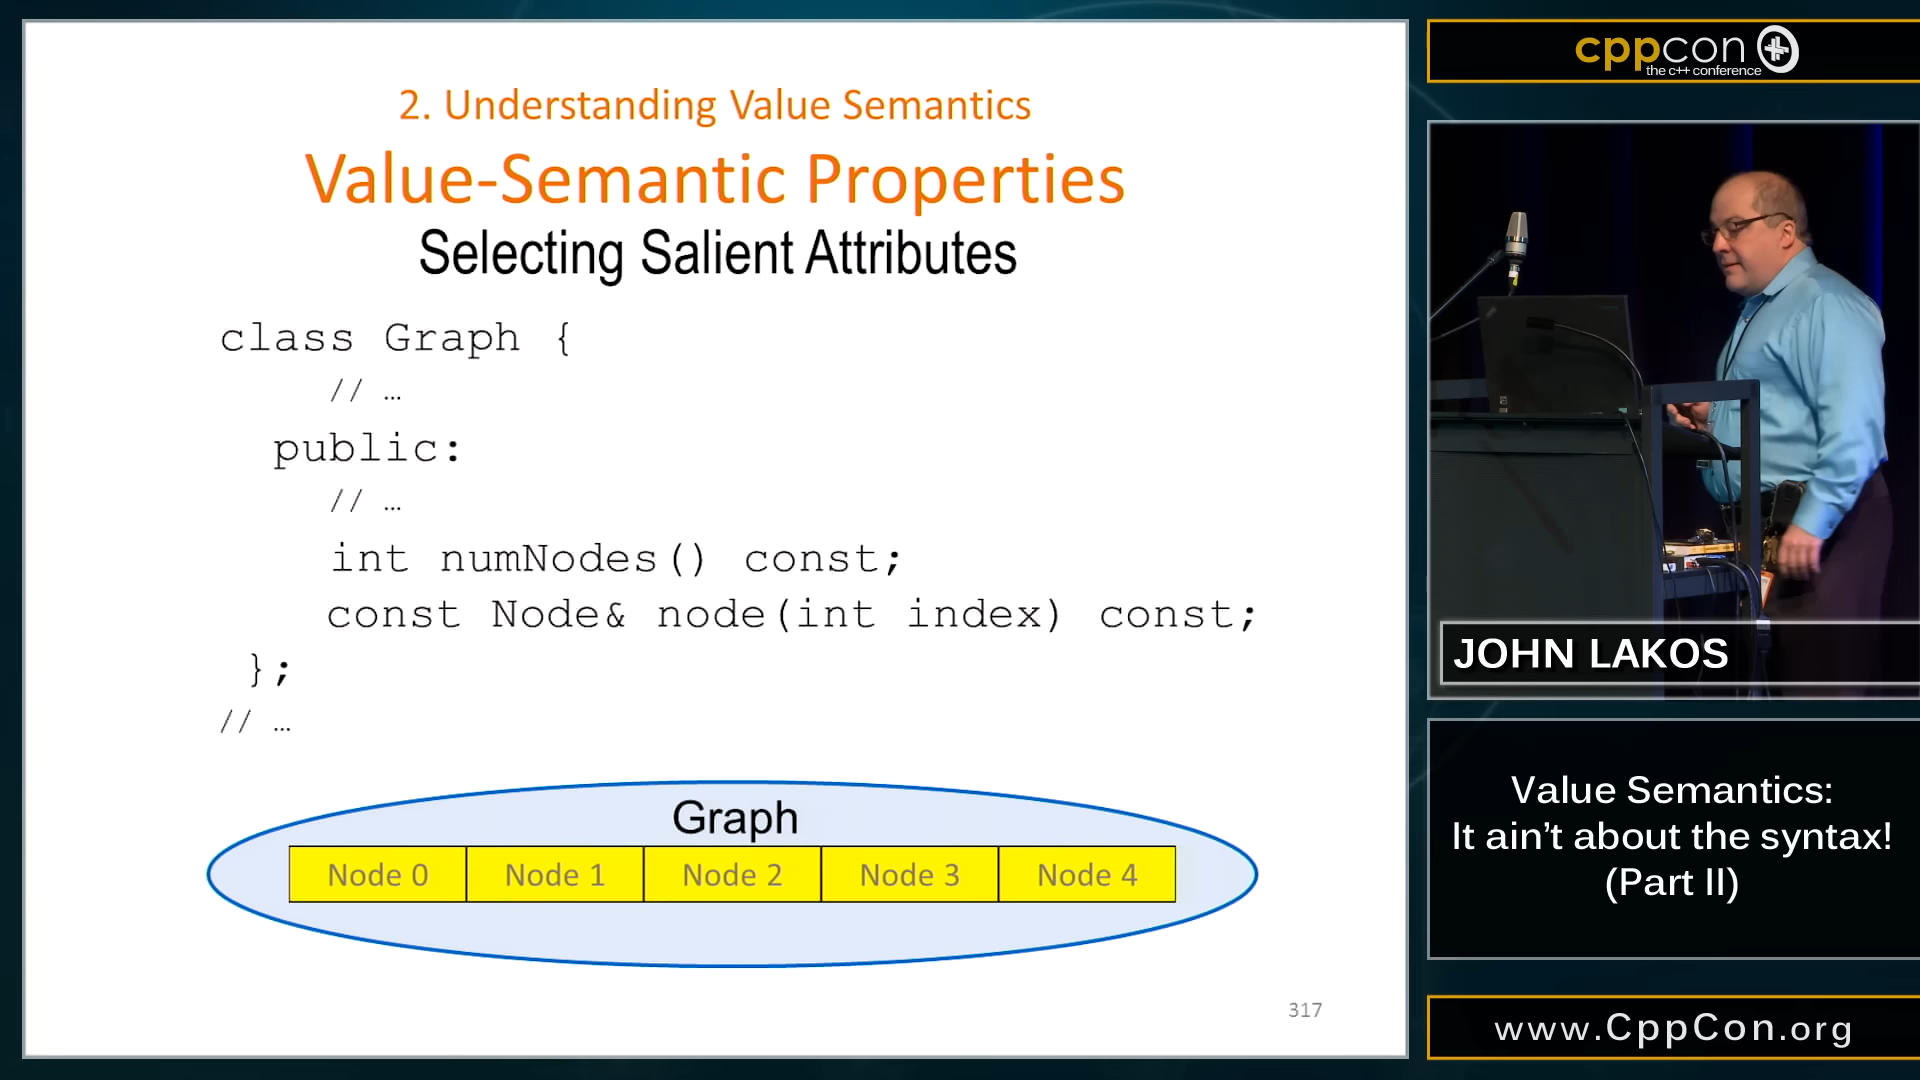 2. Understanding Value Semantics
Value-Semantic Properties
Selecting Salient Attributes
class Graph {
// …
public:
// …
int numNodes() const;
const Node& node(int index) const;
};
// …
Graph
Node 0 Node 1 Node 2 Node 3 Node 4
317
cppcon
the c++ conference
JOHN LAKOS
Value Semantics:
It ain't about the syntax!
(Part II)
www.CppCon.org